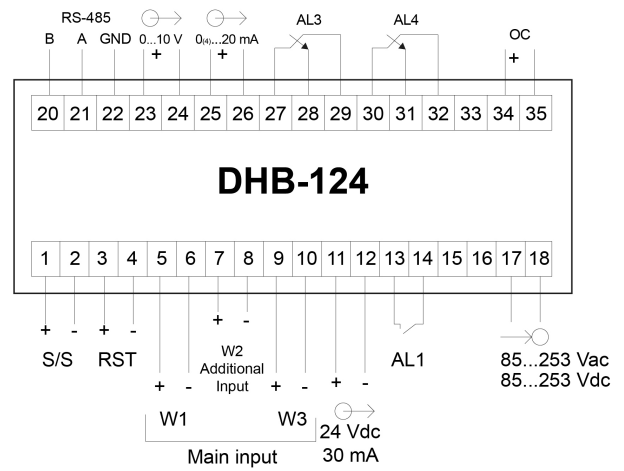 RS-485 AL3 AL4
B A GND 0...10 V 0(4)...20 mA OC
+ + +
20 21 22 23 24 25 26 27 28 29 30 31 32 33 34 35
DHB-124
1 2 3 4 5 6 7 8 9 10 11 12 13 14 15 16 17 18
+ - + - + -
S/S RST W2 AL1 85...253 Vac
Additional 85...253 Vdc
Input
+ - + - + -
W1 W3 24 Vdc
Main input 30 mA